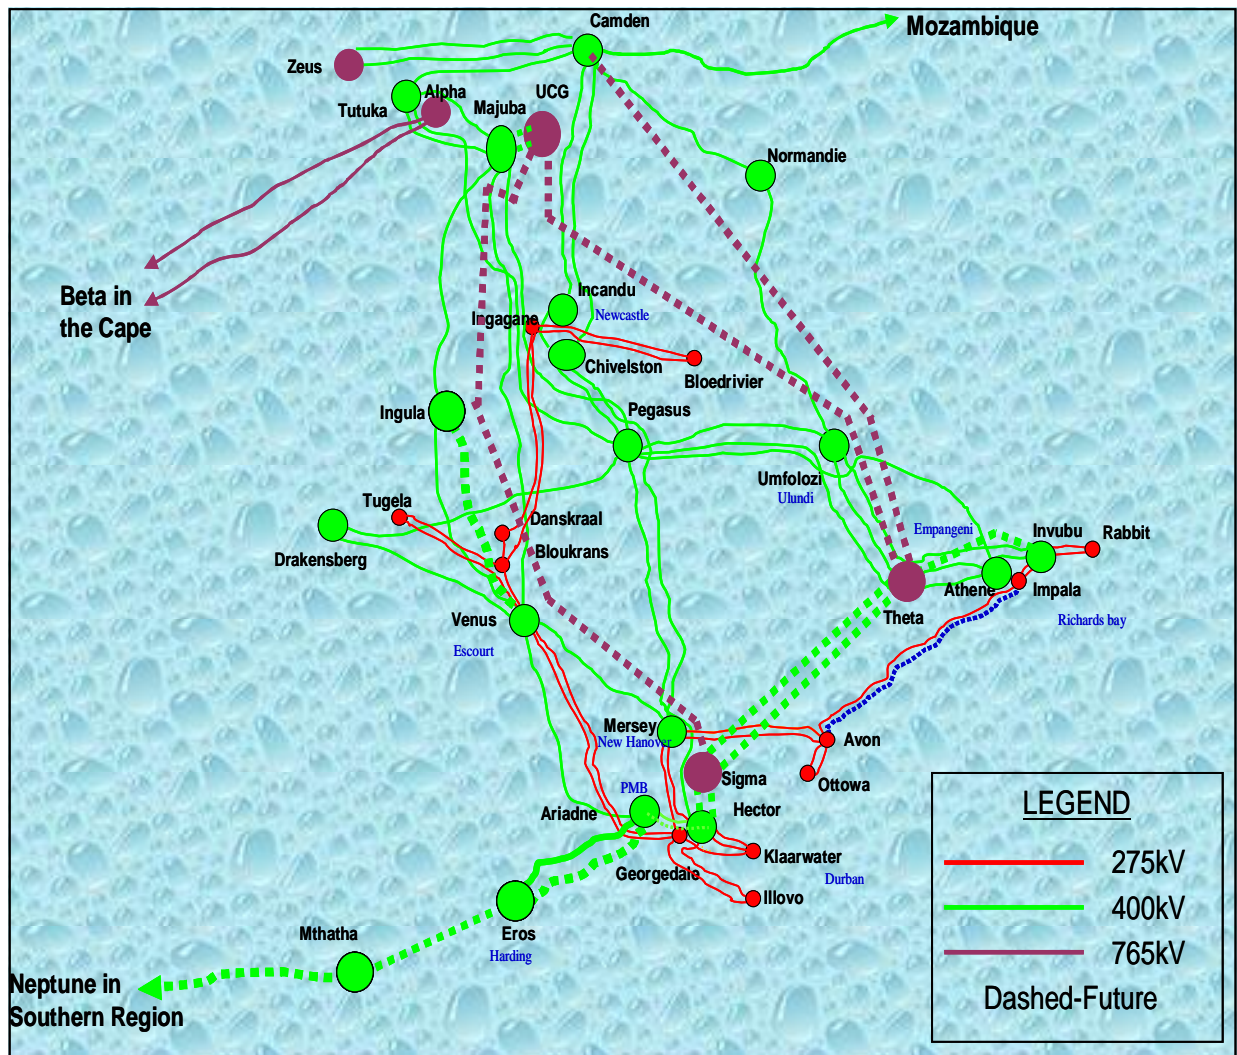 Camden
Mozambique
Zeus
Alpha
UCG
Tutuka
Majuba
Normandie
Beta in
the Cape
Incandu
Ingagane
Newcastle
Chivelston
Bloedrivier
Ingula
Pegasus
Umfolozi
Ulundi
Tugela
Danskraal
Empangeni
Invubu
Rabbit
Drakensberg
Bloukrans
Athene
Impala
Venus
Theta
Richards bay
Escourt
Mersey
New Hanover
Avon
Sigma
Ottowa
PMB
Ariadne
Hector
Klaarwater
Georgedale
Durban
Illovo
Eros
Mthatha
Harding
Neptune in
Southern Region
LEGEND
275kV
400kV
765kV
Dashed-Future